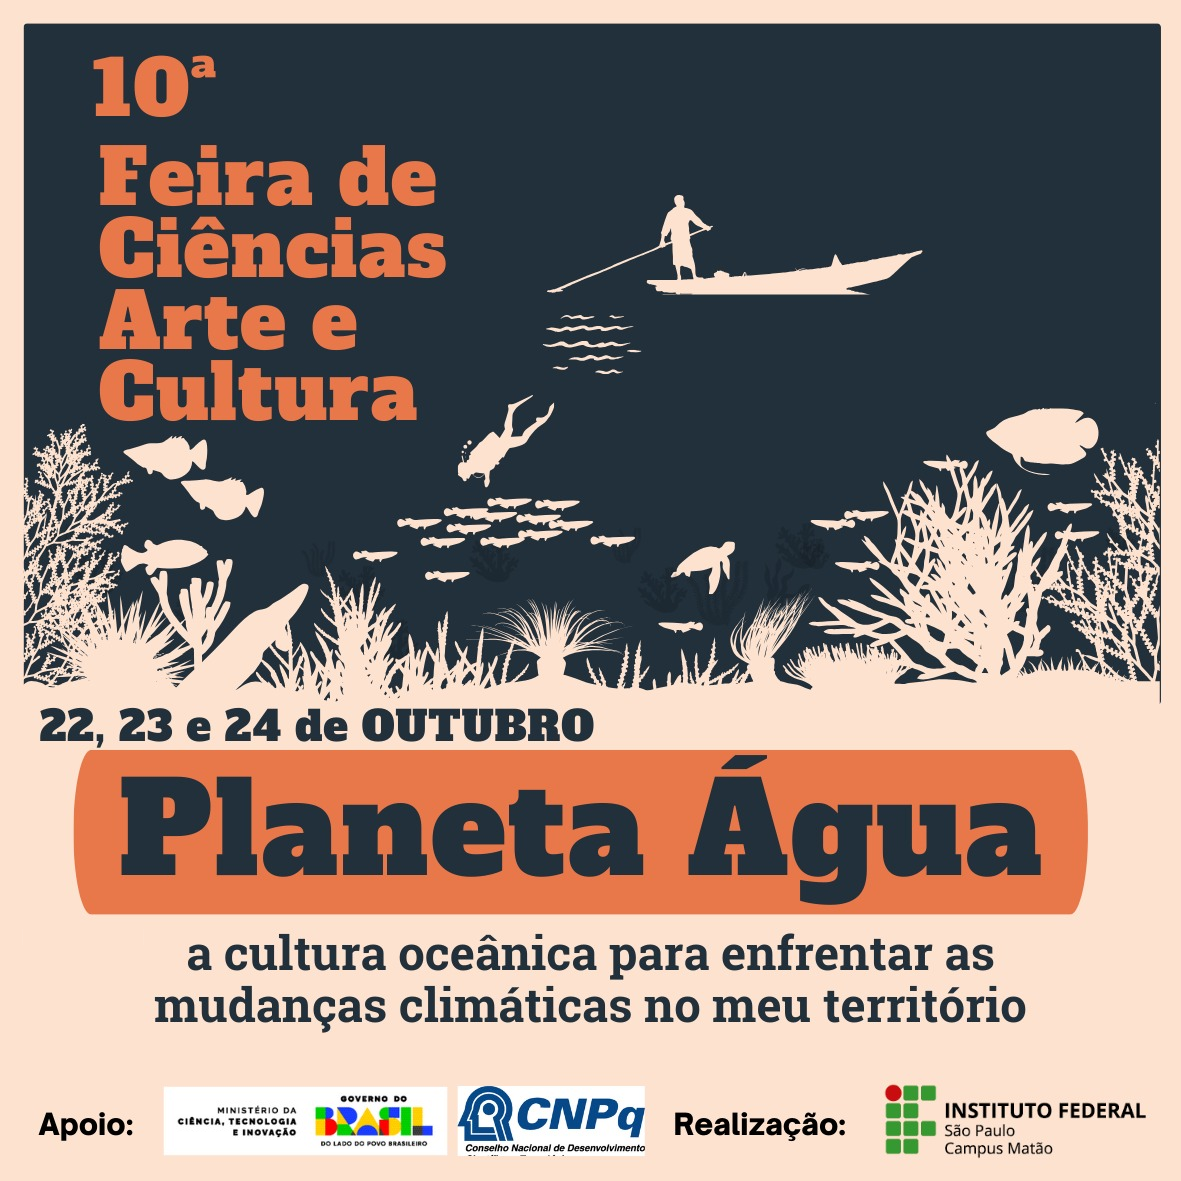 10ª
Feira de
Ciências
Arte e
Cultura
22, 23 e 24 de OUTUBRO
Planeta Água
a cultura oceânica para enfrentar as
mudanças climáticas no meu território
Apoio:
MINISTÉRIO DA
CIÊNCIA, TECNOLOGIA
E INOVAÇÃO
GOVERNO DO
BRASIL
DO LADO DO POVO BRASILEIRO
CNPq
Conselho Nacional de Desenvolvimento
Realização:
INSTITUTO FEDERAL
São Paulo
Campus Matão